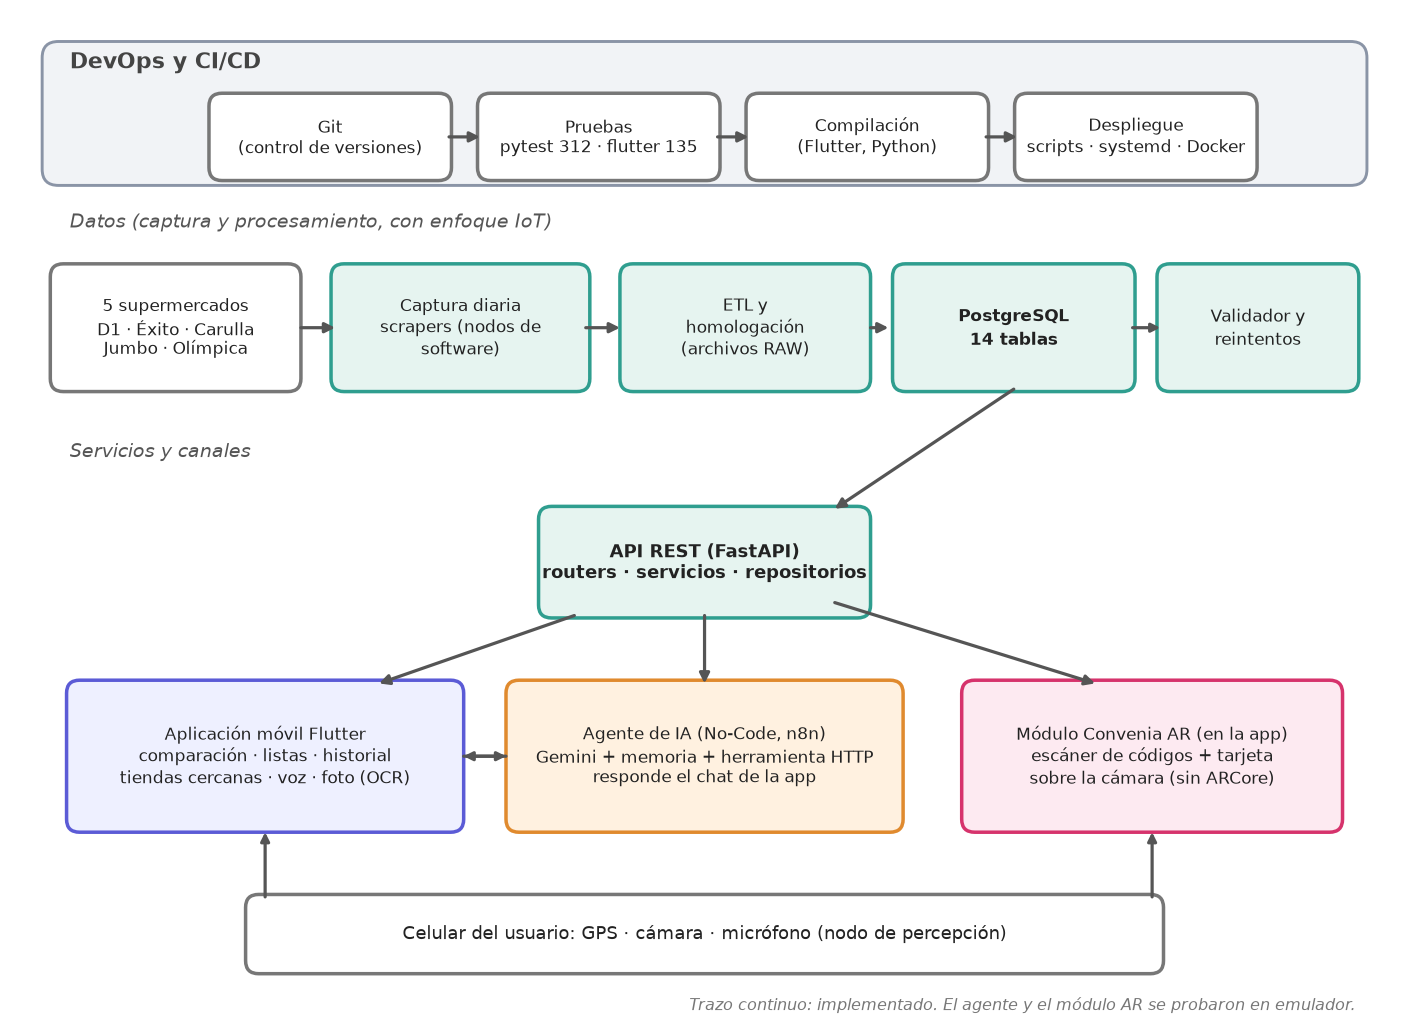 DevOps y CI/CD
Git
(control de versiones)
Pruebas
pytest 312 · flutter 135
Compilación
(Flutter, Python)
Despliegue
scripts · systemd · Docker
Datos (captura y procesamiento, con enfoque IoT)
5 supermercados
D1 · Éxito · Carulla
Jumbo · Olímpica
Captura diaria
scrapers (nodos de
software)
ETL y
homologación
(archivos RAW)
PostgreSQL
14 tablas
Validador y
reintentos
Servicios y canales
API REST (FastAPI)
routers · servicios · repositorios
Aplicación móvil Flutter
comparación · listas · historial
tiendas cercanas · voz · foto (OCR)
Agente de IA (No-Code, n8n)
Gemini + memoria + herramienta HTTP
responde el chat de la app
Módulo Convenia AR (en la app)
escáner de códigos + tarjeta
sobre la cámara (sin ARCore)
Celular del usuario: GPS · cámara · micrófono (nodo de percepción)
Trazo continuo: implementado. El agente y el módulo AR se probaron en emulador.